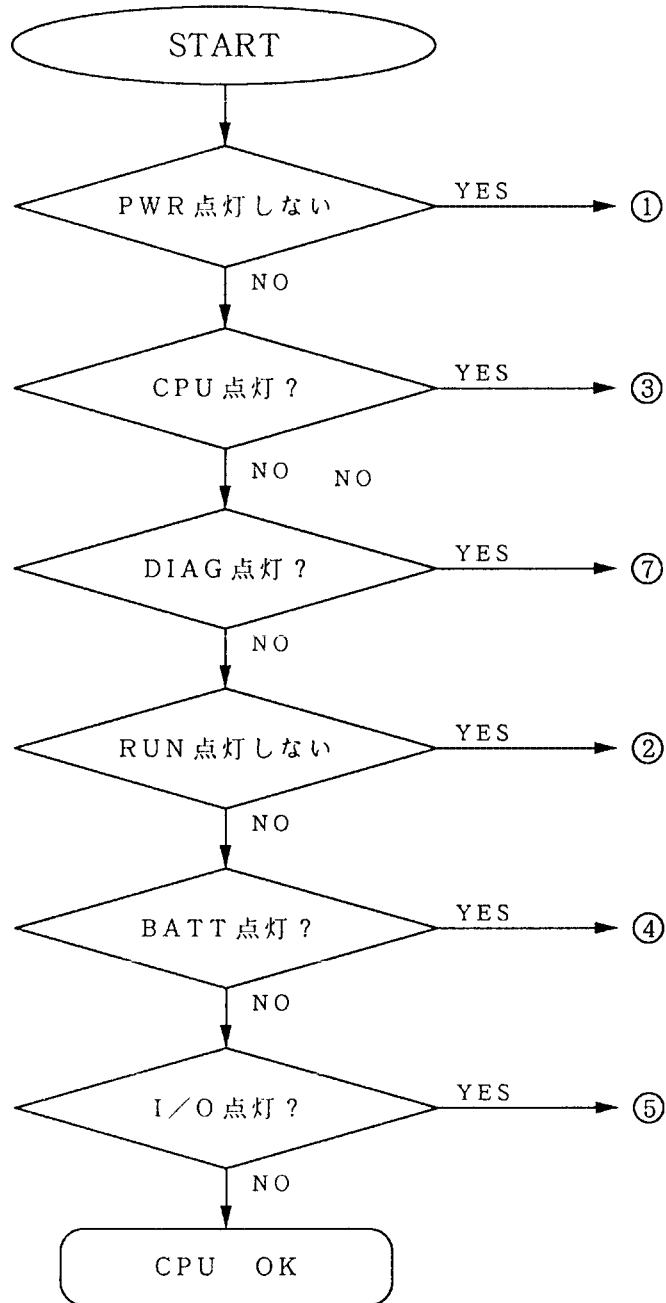 START
PWR点灯しない
YES
①
NO
CPU点灯？
YES
③
NO NO
DIAG点灯？
YES
⑦
NO
RUN点灯しない
YES
②
NO
BATT点灯？
YES
④
NO
I／O点灯？
YES
⑤
NO
CPU OK